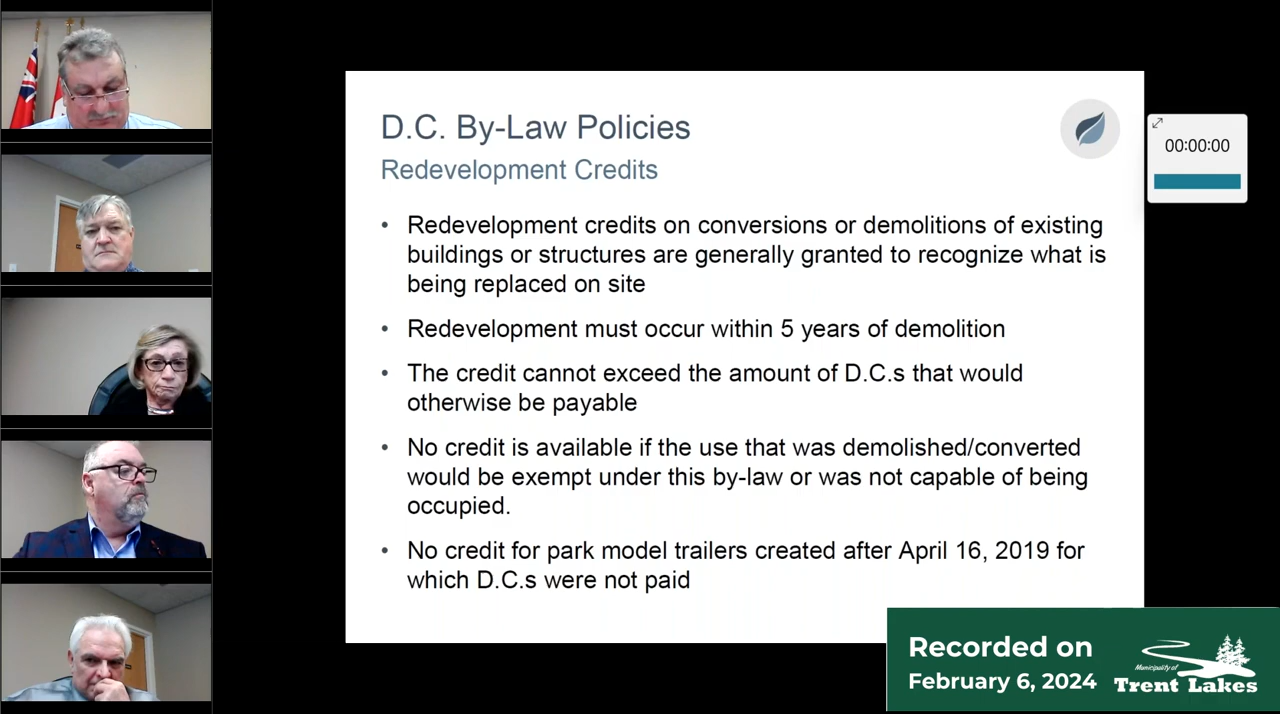 D.C. By-Law Policies
Redevelopment Credits
• Redevelopment credits on conversions or demolitions of existing
buildings or structures are generally granted to recognize what is
being replaced on site
• Redevelopment must occur within 5 years of demolition
• The credit cannot exceed the amount of D.C.s that would
otherwise be payable
• No credit is available if the use that was demolished/converted
would be exempt under this by-law or was not capable of being
occupied.
• No credit for park model trailers created after April 16, 2019 for
which D.C.s were not paid
00:00:00
Recorded on
February 6, 2024
Municipality of
Trent Lakes